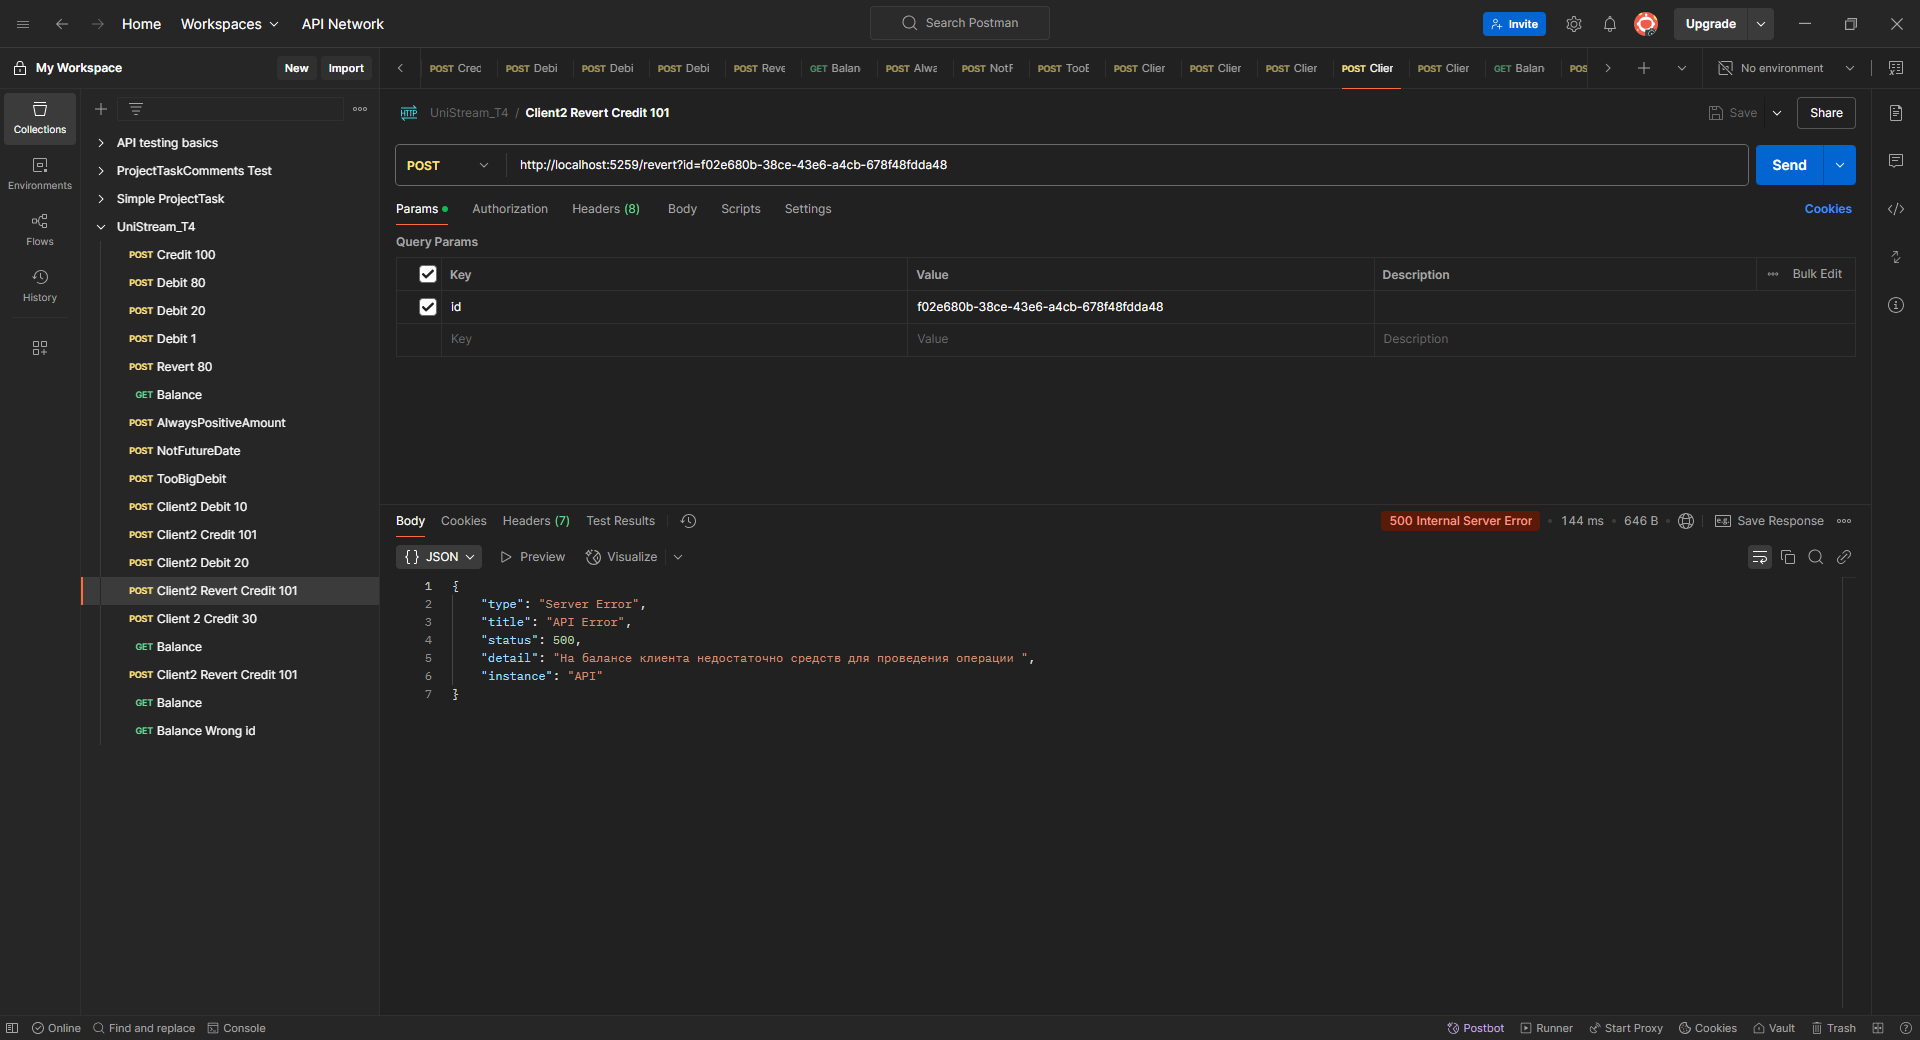 Home Workspaces API Network Search Postman Invite Upgrade
My Workspace New Import
POST Cred POST Debi POST Debi POST Debi POST Reve GET Balan POST Alwa POST NotF POST TooE POST Clier POST Clier POST Clier POST Clier POST Clier GET Balan POS No environment
Collections
Environments
Flows
History
API testing basics
ProjectTaskComments Test
Simple ProjectTask
UniStream_T4
POST Credit 100
POST Debit 80
POST Debit 20
POST Debit 1
POST Revert 80
GET Balance
POST AlwaysPositiveAmount
POST NotFutureDate
POST TooBigDebit
POST Client2 Debit 10
POST Client2 Credit 101
POST Client2 Debit 20
POST Client2 Revert Credit 101
POST Client 2 Credit 30
GET Balance
POST Client2 Revert Credit 101
GET Balance
GET Balance Wrong id
HTTP UniStream_T4 / Client2 Revert Credit 101 Save Share
POST http://localhost:5259/revert?id=f02e680b-38ce-43e6-a4cb-678f48fdda48 Send
Params Authorization Headers (8) Body Scripts Settings Cookies
Query Params
Key Value Description Bulk Edit
id f02e680b-38ce-43e6-a4cb-678f48fdda48
Key Value Description
Body Cookies Headers (7) Test Results 500 Internal Server Error 144 ms 646 B e.g. Save Response
{} JSON Preview Visualize
1 {
2 "type": "Server Error",
3 "title": "API Error",
4 "status": 500,
5 "detail": "На балансе клиента недостаточно средств для проведения операции ",
6 "instance": "API"
7 }
Online Find and replace Console Postbot Runner Start Proxy Cookies Vault Trash